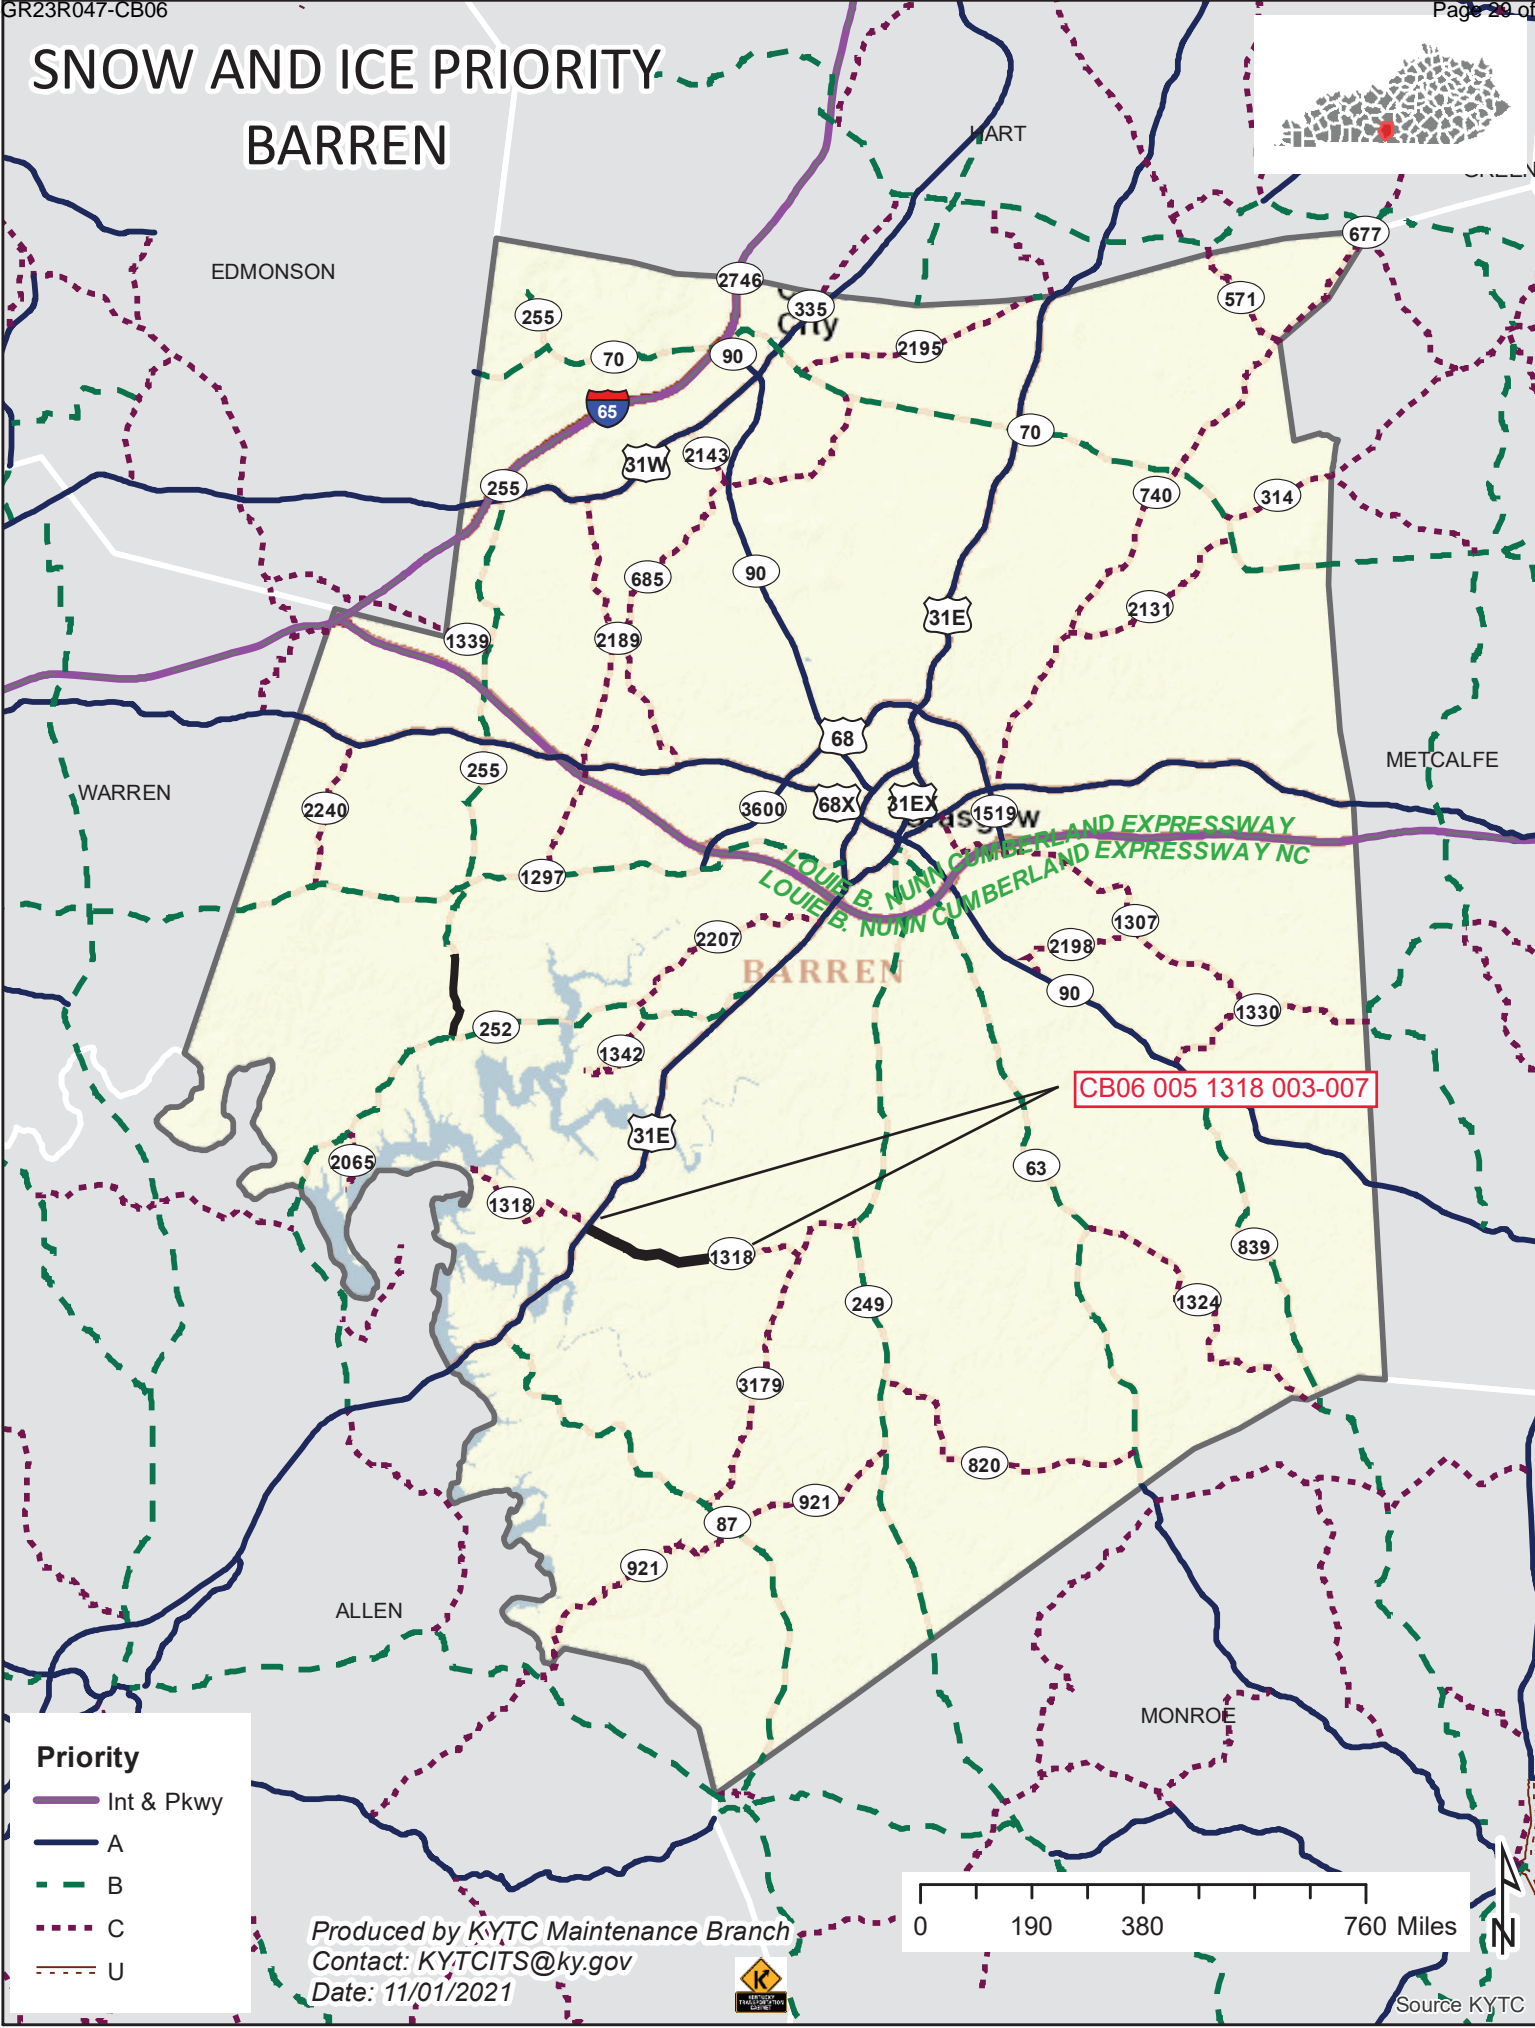 GR23R047-CB06
Page 29 of
SNOW AND ICE PRIORITY
BARREN
HART
EDMONSON
677
2746
571
255
335
City
2195
70
90
65
70
31W
2143
255
740
314
90
685
31E
2131
1339
2189
68
METCALFE
255
WARREN
2240
3600
68X
31EX
1519
Glasgow
LOUIE B. NUNN CUMBERLAND EXPRESSWAY
LOUIE B. NUNN CUMBERLAND EXPRESSWAY NC
1297
1307
2207
2198
BARREN
90
1330
252
1342
CB06 005 1318 003-007
31E
2065
63
1318
839
1318
249
1324
3179
820
921
87
921
ALLEN
MONROE
Priority
Int & Pkwy
A
B
C
U
Produced by KYTC Maintenance Branch
Contact: KYTCITS@ky.gov
Date: 11/01/2021
KENTUCKY
TRANSPORTATION
CABINET
0 190 380 760 Miles
N
Source KYTC